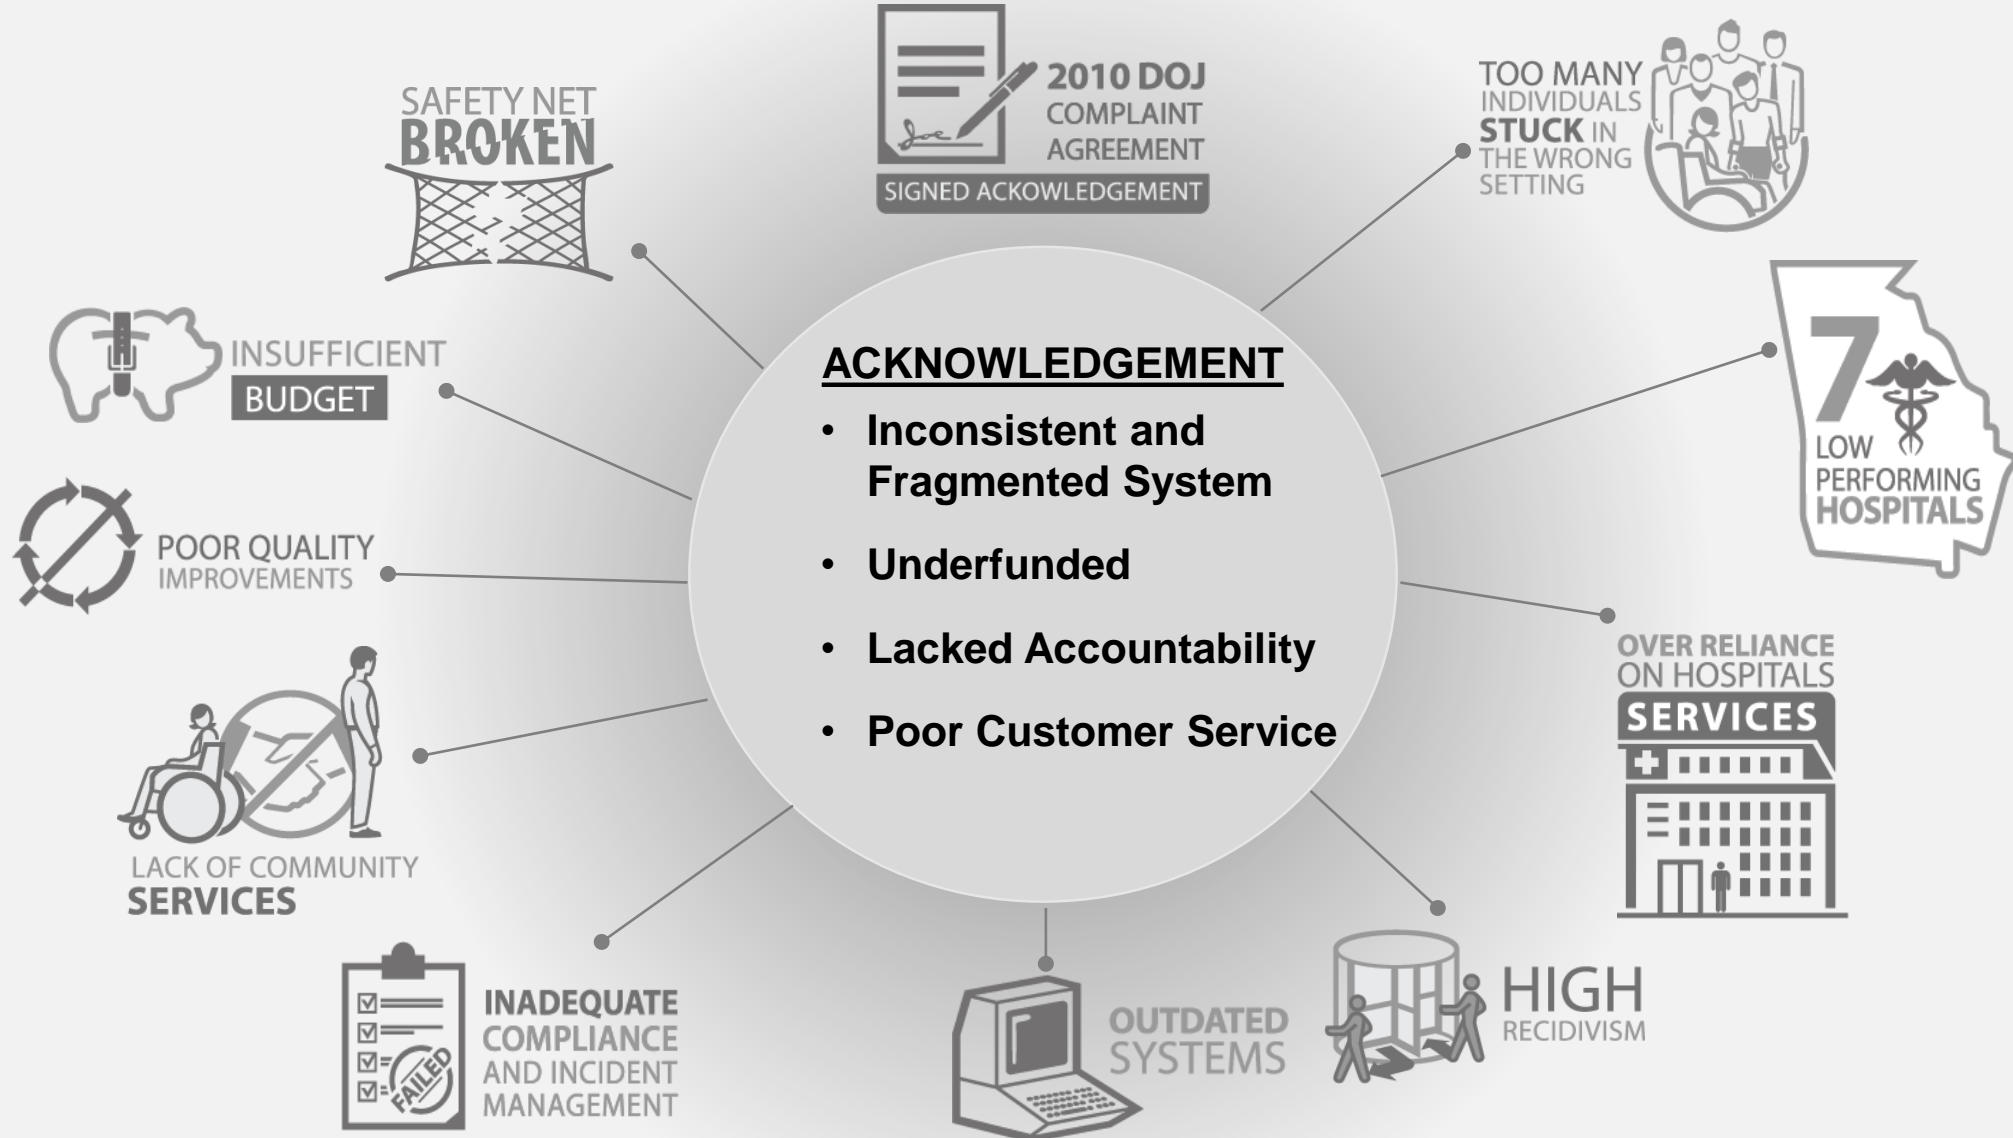 2010 DOJ
COMPLAINT
AGREEMENT
SIGNED ACKOWLEDGEMENT
Joe
TOO MANY
INDIVIDUALS
STUCK IN
THE WRONG
SETTING
7
LOW
PERFORMING
HOSPITALS
OVER RELIANCE
ON HOSPITALS
SERVICES
HIGH
RECIDIVISM
OUTDATED
SYSTEMS
INADEQUATE
COMPLIANCE
AND INCIDENT
MANAGEMENT
FAILED
LACK OF COMMUNITY
SERVICES
POOR QUALITY
IMPROVEMENTS
INSUFFICIENT
BUDGET
SAFETY NET
BROKEN
ACKNOWLEDGEMENT
• Inconsistent and
Fragmented System
• Underfunded
• Lacked Accountability
• Poor Customer Service